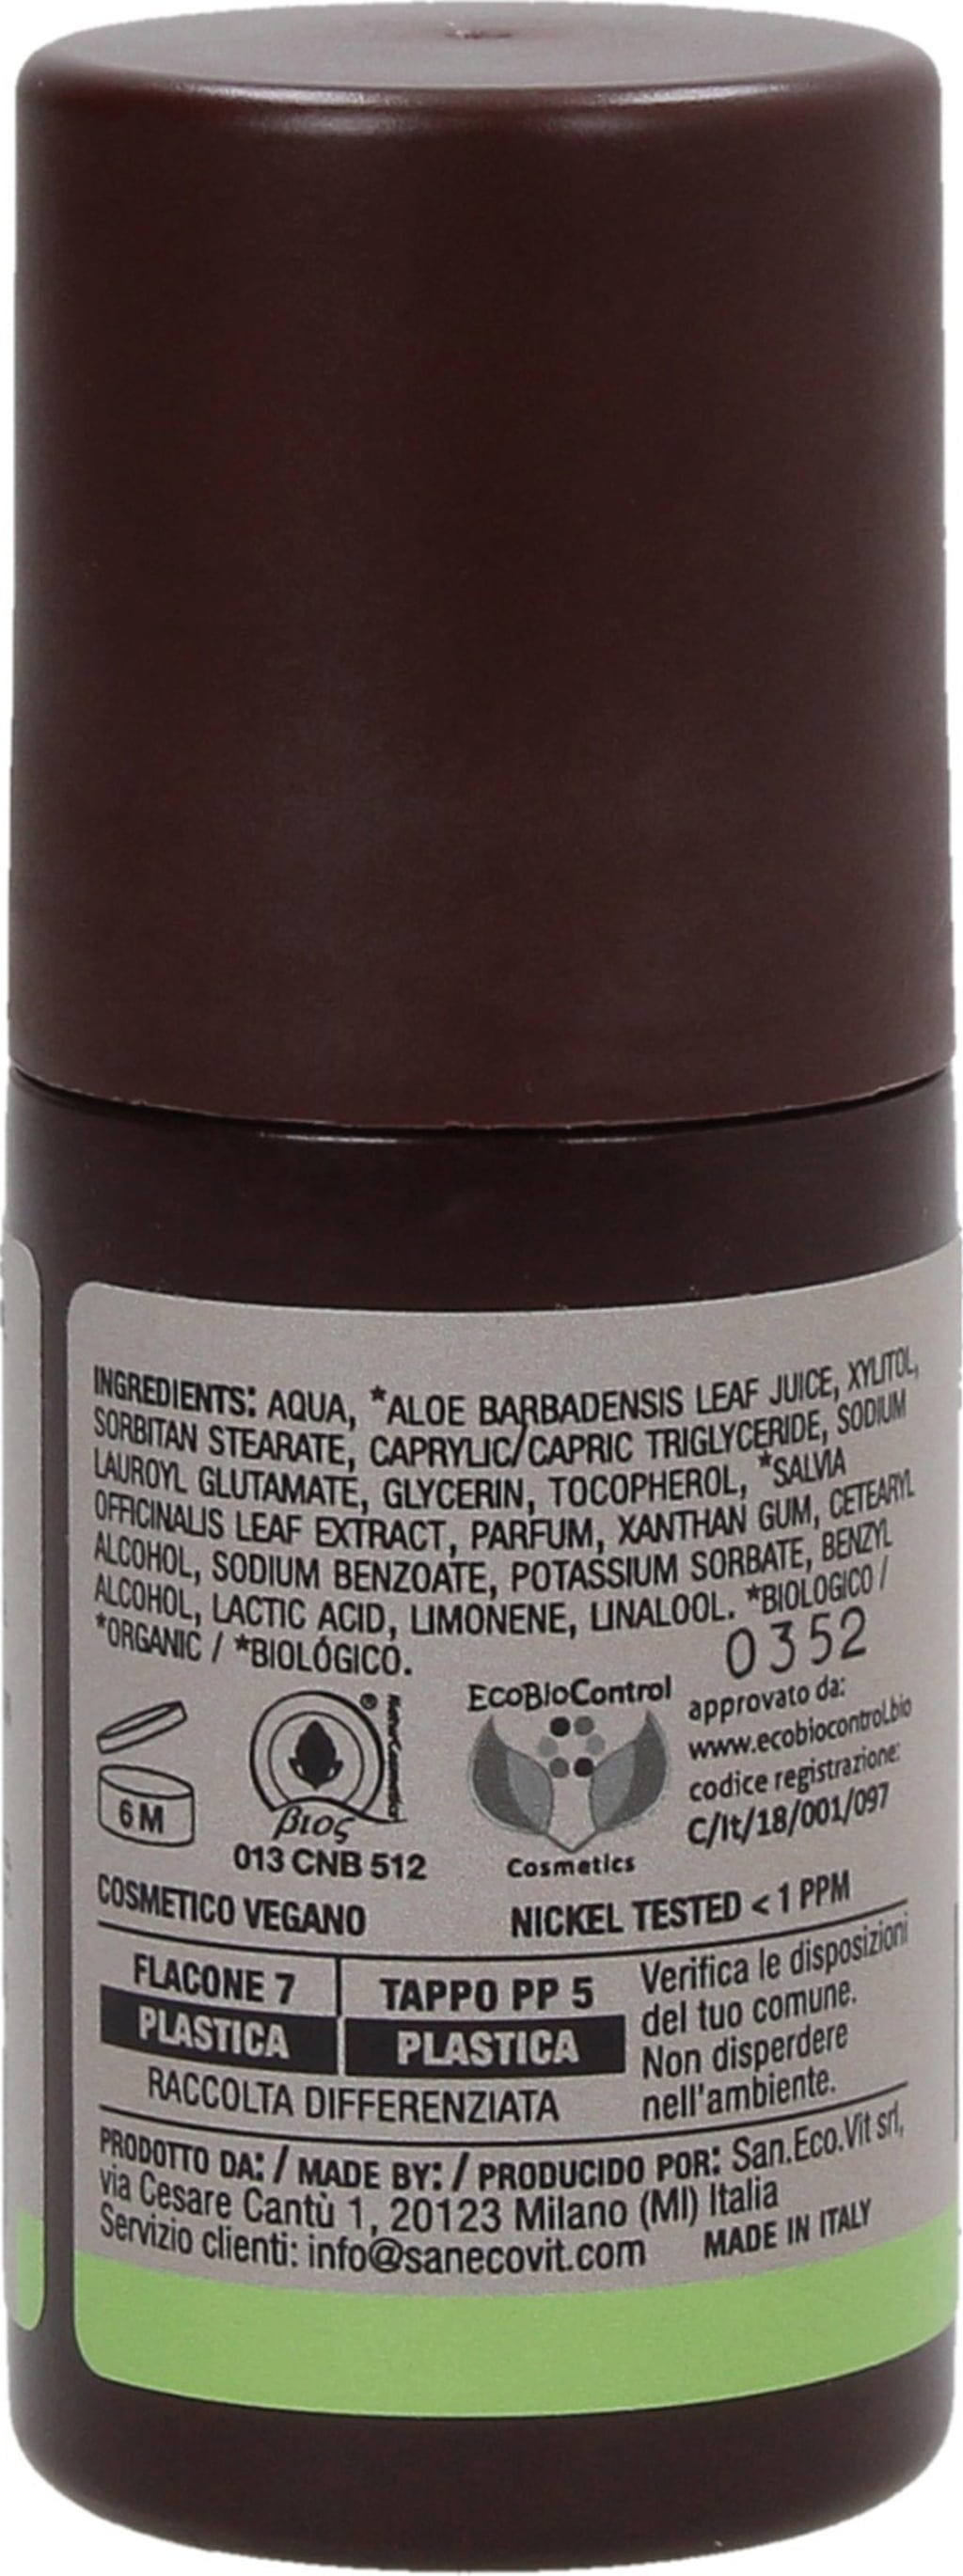 INGREDIENTS: AQUA, *ALOE BARBADENSIS LEAF JUICE, XYLITOL,
SORBITAN STEARATE, CAPRYLIC/CAPRIC TRIGLYCERIDE, SODIUM
LAUROYL GLUTAMATE, GLYCERIN, TOCOPHEROL, *SALVIA
OFFICINALIS LEAF EXTRACT, PARFUM, XANTHAN GUM, CETEARYL
ALCOHOL, SODIUM BENZOATE, POTASSIUM SORBATE, BENZYL
ALCOHOL, LACTIC ACID, LIMONENE, LINALOOL. *BIOLOGICO /
*ORGANIC / *BIOLÓGICO.
0352
6 M
®
βιος
013 CNB 512
EcoBioControl
Cosmetics
approvato da:
www.ecobiocontrol.bio
codice registrazione:
C/It/18/001/097
COSMETICO VEGANO
NICKEL TESTED < 1 PPM
FLACONE 7
PLASTICA
TAPPO PP 5
PLASTICA
RACCOLTA DIFFERENZIATA
Verifica le disposizioni
del tuo comune.
Non disperdere
nell'ambiente.
PRODOTTO DA: / MADE BY: / PRODUCIDO POR: San.Eco.Vit srl,
via Cesare Cantù 1, 20123 Milano (MI) Italia
Servizio clienti: info@sanecovit.com
MADE IN ITALY